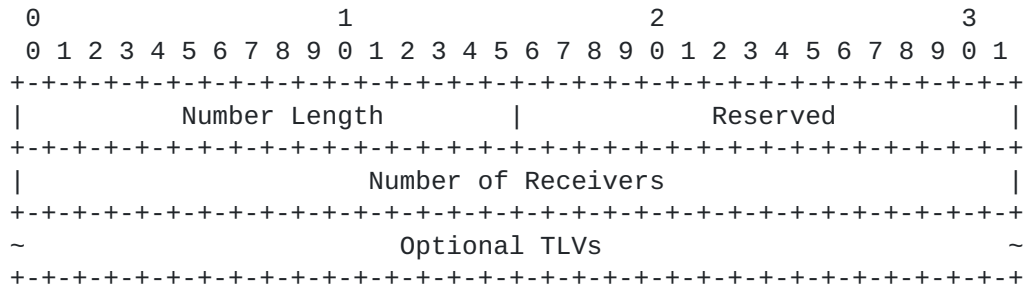 0                   1                   2                   3
 0 1 2 3 4 5 6 7 8 9 0 1 2 3 4 5 6 7 8 9 0 1 2 3 4 5 6 7 8 9 0 1
+-+-+-+-+-+-+-+-+-+-+-+-+-+-+-+-+-+-+-+-+-+-+-+-+-+-+-+-+-+-+-+-+
|          Number Length        |            Reserved           |
+-+-+-+-+-+-+-+-+-+-+-+-+-+-+-+-+-+-+-+-+-+-+-+-+-+-+-+-+-+-+-+-+
|                      Number of Receivers                      |
+-+-+-+-+-+-+-+-+-+-+-+-+-+-+-+-+-+-+-+-+-+-+-+-+-+-+-+-+-+-+-+-+
~                        Optional TLVs                          ~
+-+-+-+-+-+-+-+-+-+-+-+-+-+-+-+-+-+-+-+-+-+-+-+-+-+-+-+-+-+-+-+-+